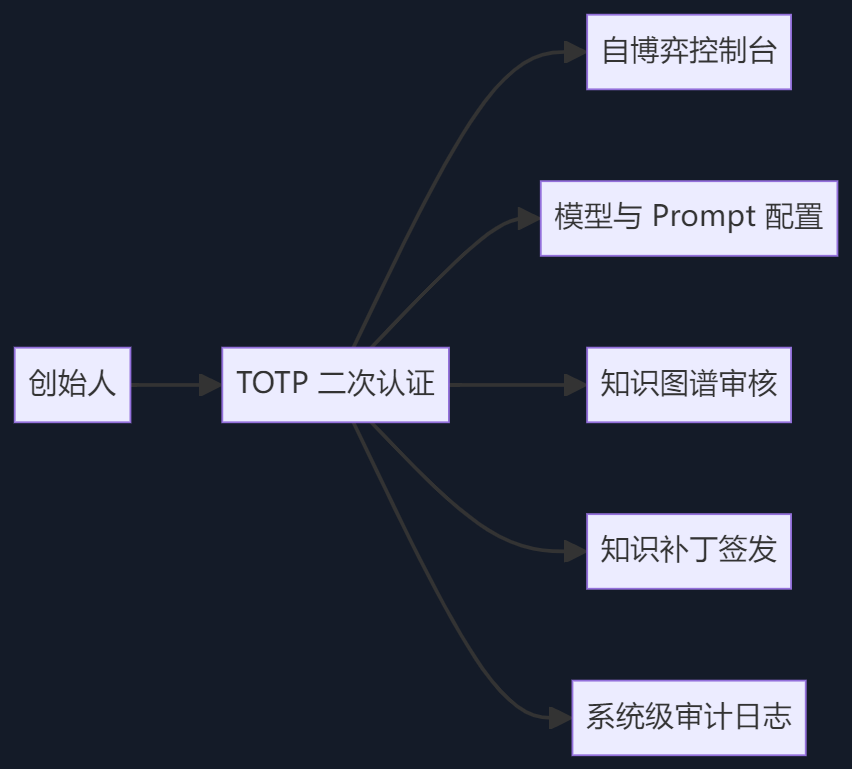 自博弈控制台
模型与 Prompt 配置
创始人
TOTP 二次认证
知识图谱审核
知识补丁签发
系统级审计日志